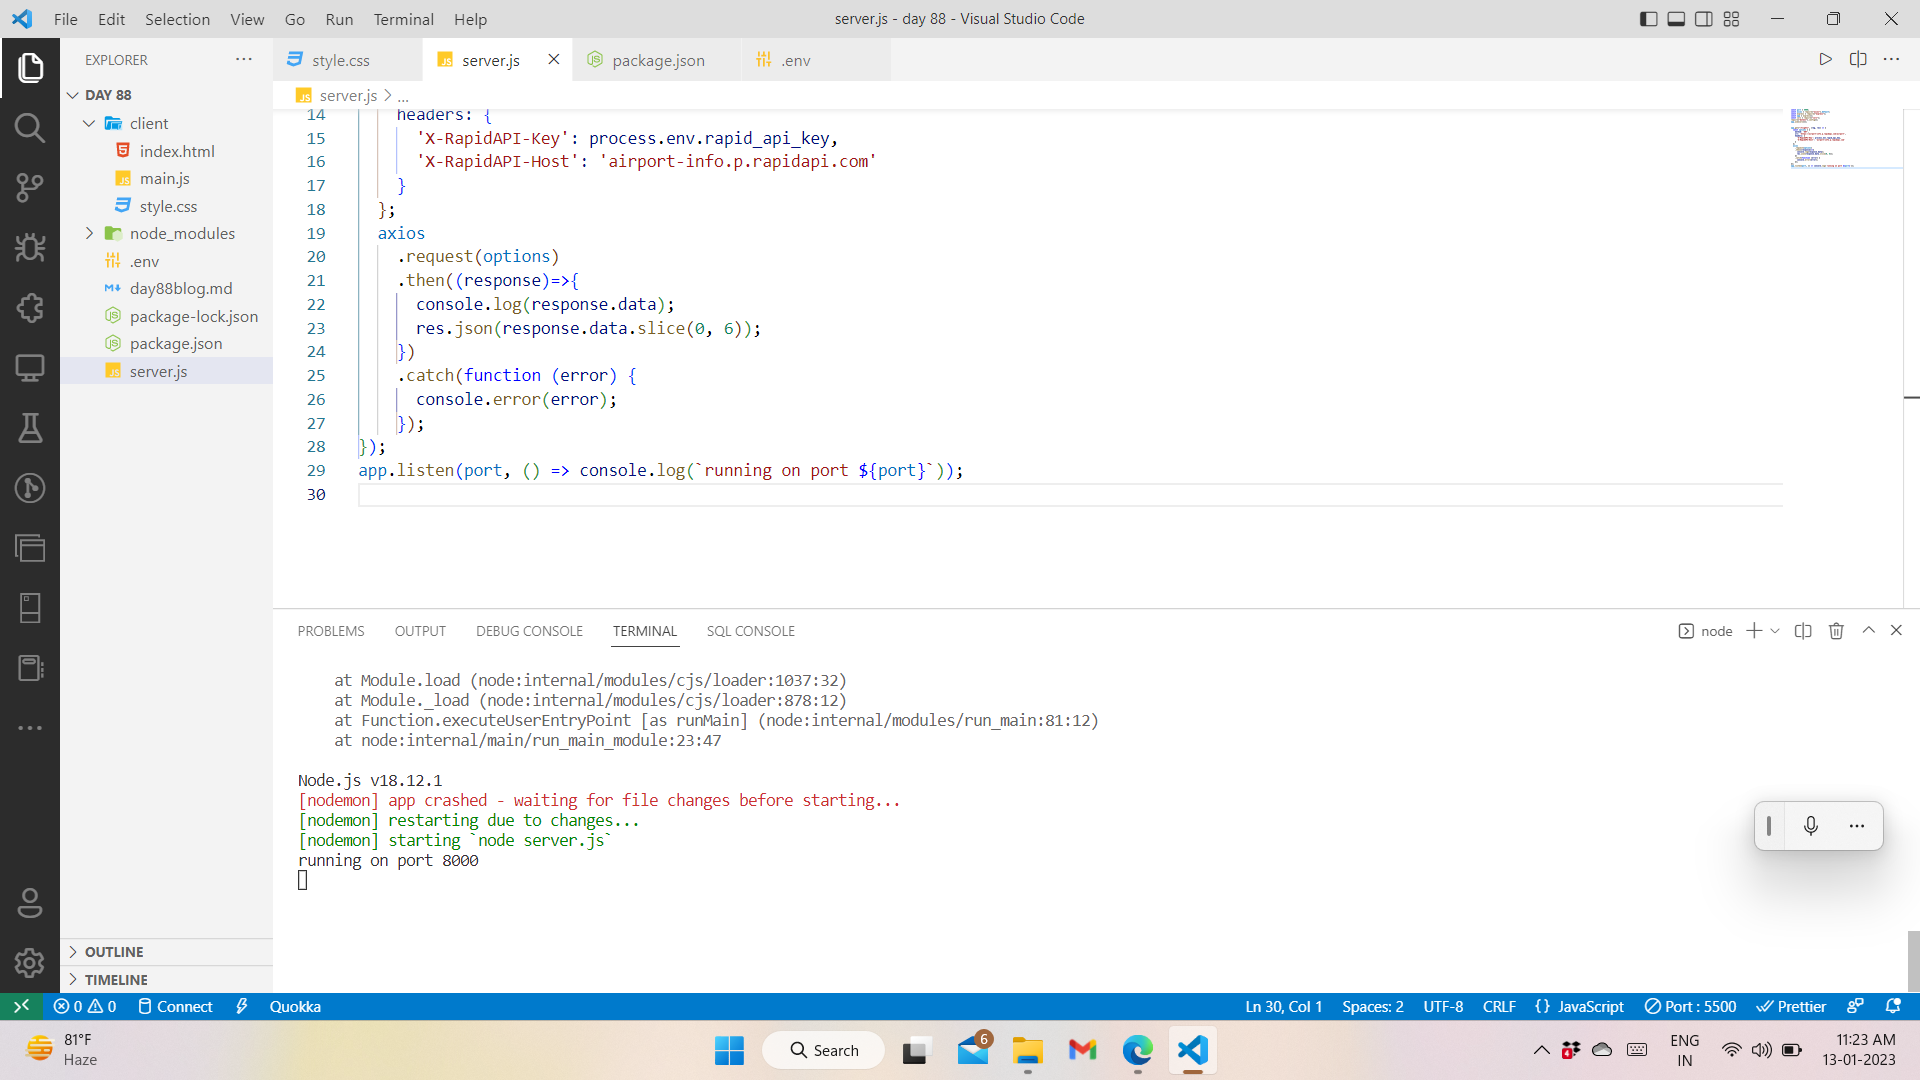 File Edit Selection View Go Run Terminal Help
server.js - day 88 - Visual Studio Code
EXPLORER
style.css
server.js
package.json
.env
DAY 88
client
index.html
main.js
style.css
node_modules
.env
day88blog.md
package-lock.json
package.json
server.js
OUTLINE
TIMELINE
server.js > ...
14 headers: {
15 'X-RapidAPI-Key': process.env.rapid_api_key,
16 'X-RapidAPI-Host': 'airport-info.p.rapidapi.com'
17 }
18 };
19 axios
20 .request(options)
21 .then((response)=>{
22 console.log(response.data);
23 res.json(response.data.slice(0, 6));
24 })
25 .catch(function (error) {
26 console.error(error);
27 });
28 });
29 app.listen(port, () => console.log(`running on port ${port}`));
30
PROBLEMS OUTPUT DEBUG CONSOLE TERMINAL SQL CONSOLE
node
at Module.load (node:internal/modules/cjs/loader:1037:32)
at Module._load (node:internal/modules/cjs/loader:878:12)
at Function.executeUserEntryPoint [as runMain] (node:internal/modules/run_main:81:12)
at node:internal/main/run_main_module:23:47
Node.js v18.12.1
[nodemon] app crashed - waiting for file changes before starting...
[nodemon] restarting due to changes...
[nodemon] starting `node server.js`
running on port 8000
0 0 Connect Quokka
Ln 30, Col 1 Spaces: 2 UTF-8 CRLF {} JavaScript Port : 5500 Prettier
81°F
Haze
Search
6
4
ENG
IN
11:23 AM
13-01-2023